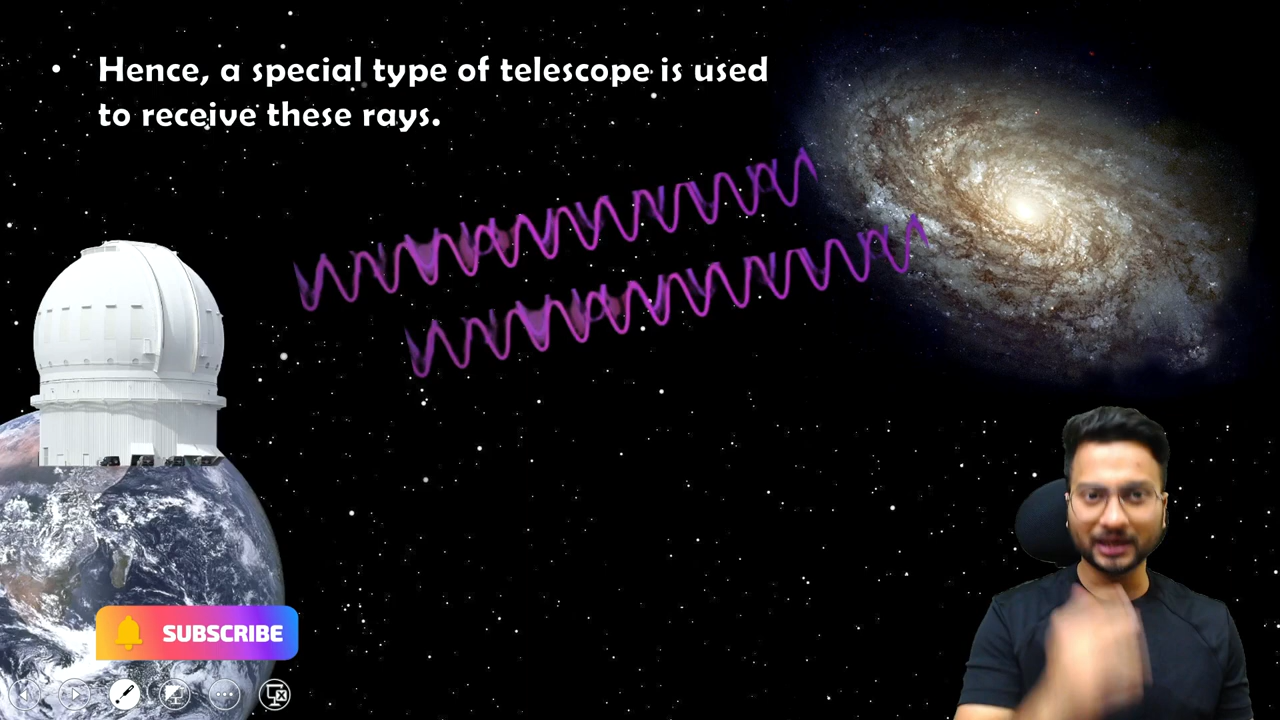 • Hence, a special type of telescope is used
to receive these rays.
SUBSCRIBE